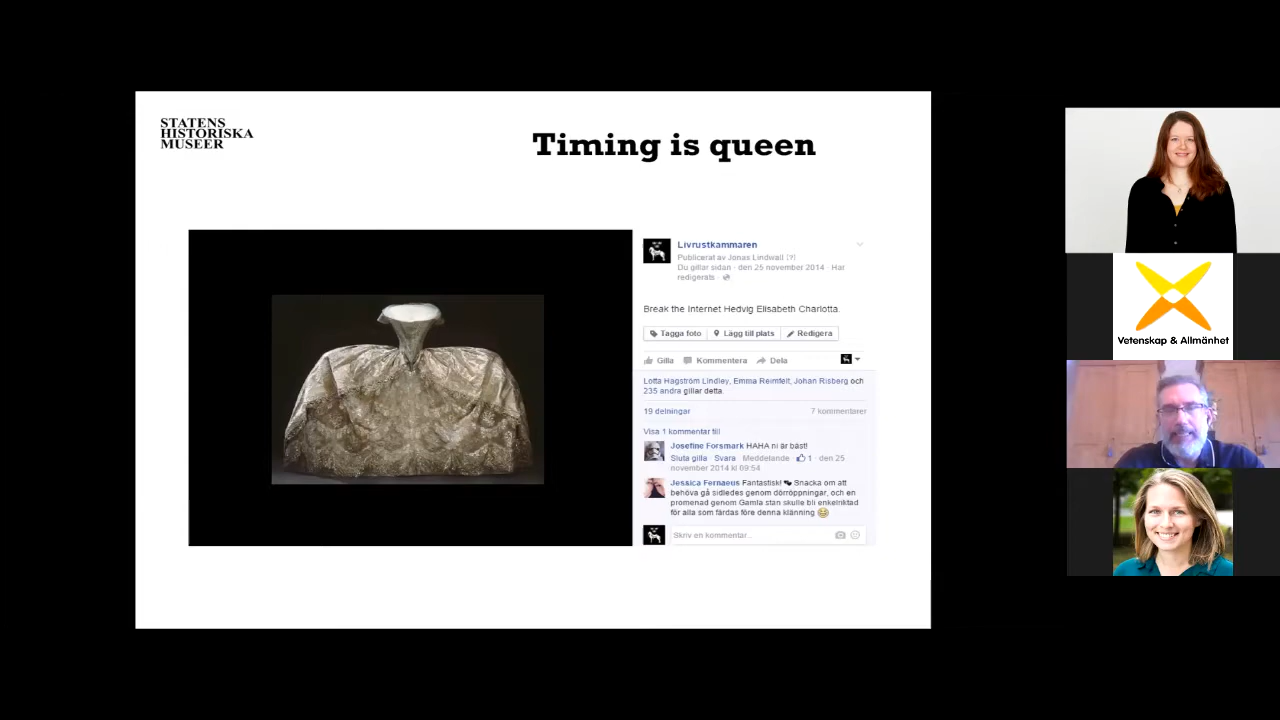 STATENS
HISTORISKA
MUSEER
Timing is queen
Livrustkammaren
Publicerat av Jonas Lindwall [?]
Du gillar sidan · den 25 november 2014 · Har
redigerats ·
Break the Internet Hedvig Elisabeth Charlotta.
Tagga foto Lägg till plats Redigera
Gilla Kommentera Dela
Lotta Hagström Lindley, Emma Reimfelt, Johan Risberg och
235 andra gillar detta.
19 delningar 7 kommentarer
Visa 1 kommentar till
Josefine Forsmark HAHA ni är bäst!
Sluta gilla · Svara · Meddelande · 1 · den 25
november 2014 kl 09:54
Jessica Fernaeus Fantastisk! Snacka om att
behöva gå sidledes genom dörröppningar, och en
promenad genom Gamla stan skulle bli enkelriktad
för alla som färdas före denna klänning
Skriv en kommentar...
Vetenskap & Allmänhet